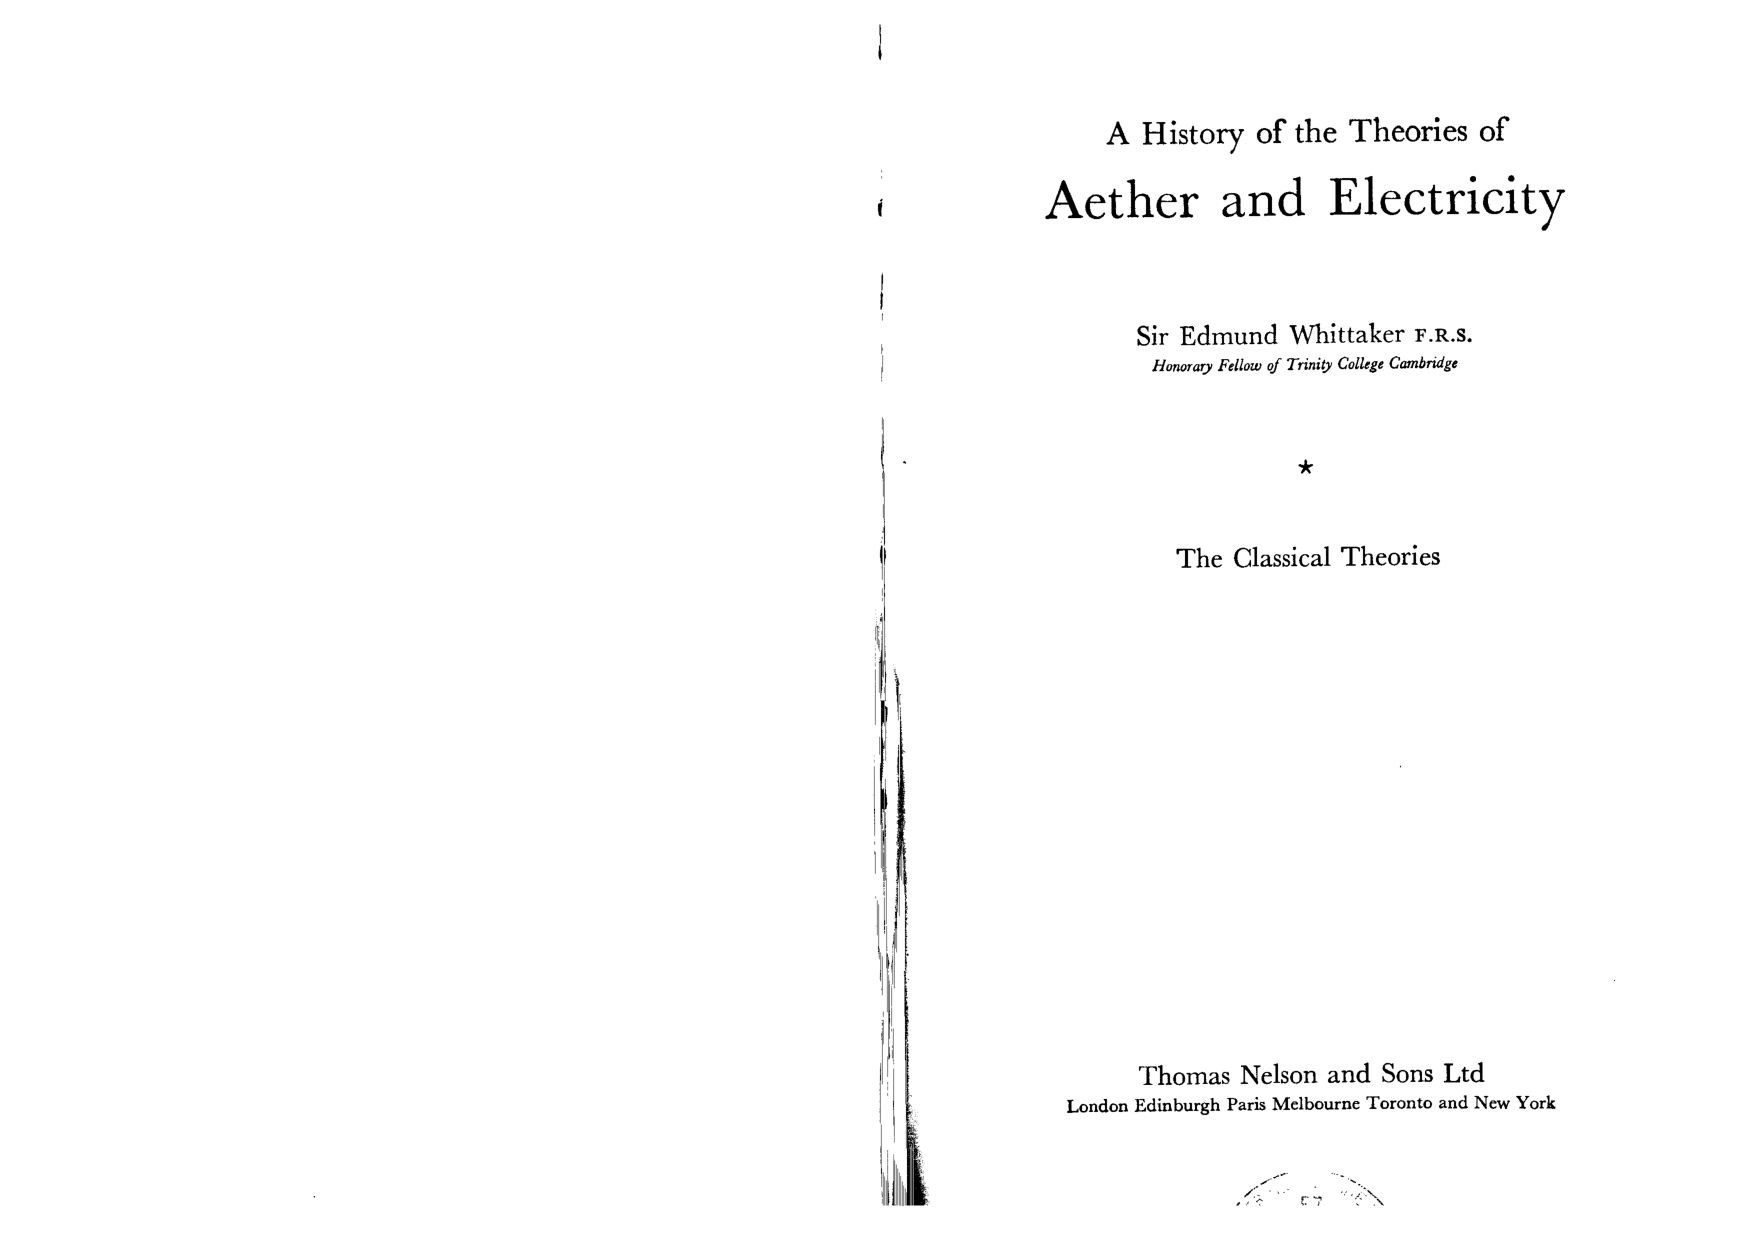 A History of the Theories of
Aether and Electricity
Sir Edmund Whittaker F.R.S.
Honorary Fellow of Trinity College Cambridge
★
The Classical Theories
Thomas Nelson and Sons Ltd
London Edinburgh Paris Melbourne Toronto and New York